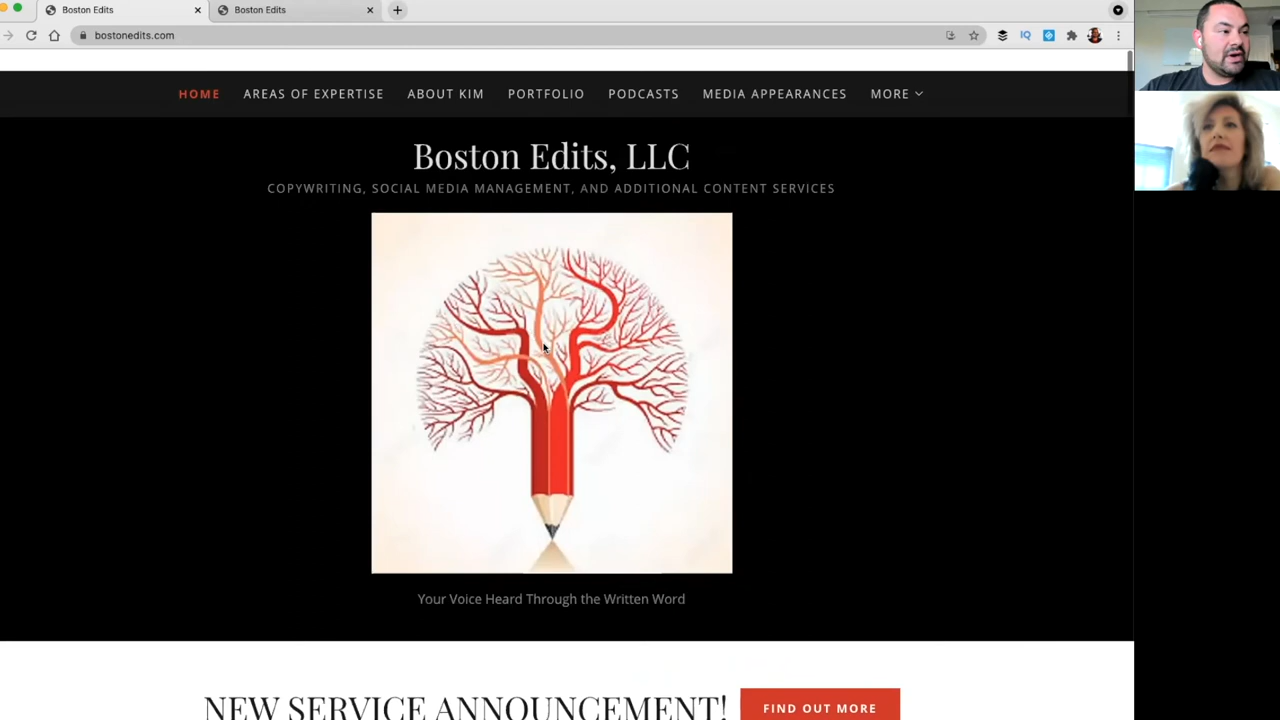 Boston Edits
Boston Edits
bostonedits.com
HOME AREAS OF EXPERTISE ABOUT KIM PORTFOLIO PODCASTS MEDIA APPEARANCES MORE
Boston Edits, LLC
COPYWRITING, SOCIAL MEDIA MANAGEMENT, AND ADDITIONAL CONTENT SERVICES
Your Voice Heard Through the Written Word
NEW SERVICE ANNOUNCEMENT! FIND OUT MORE